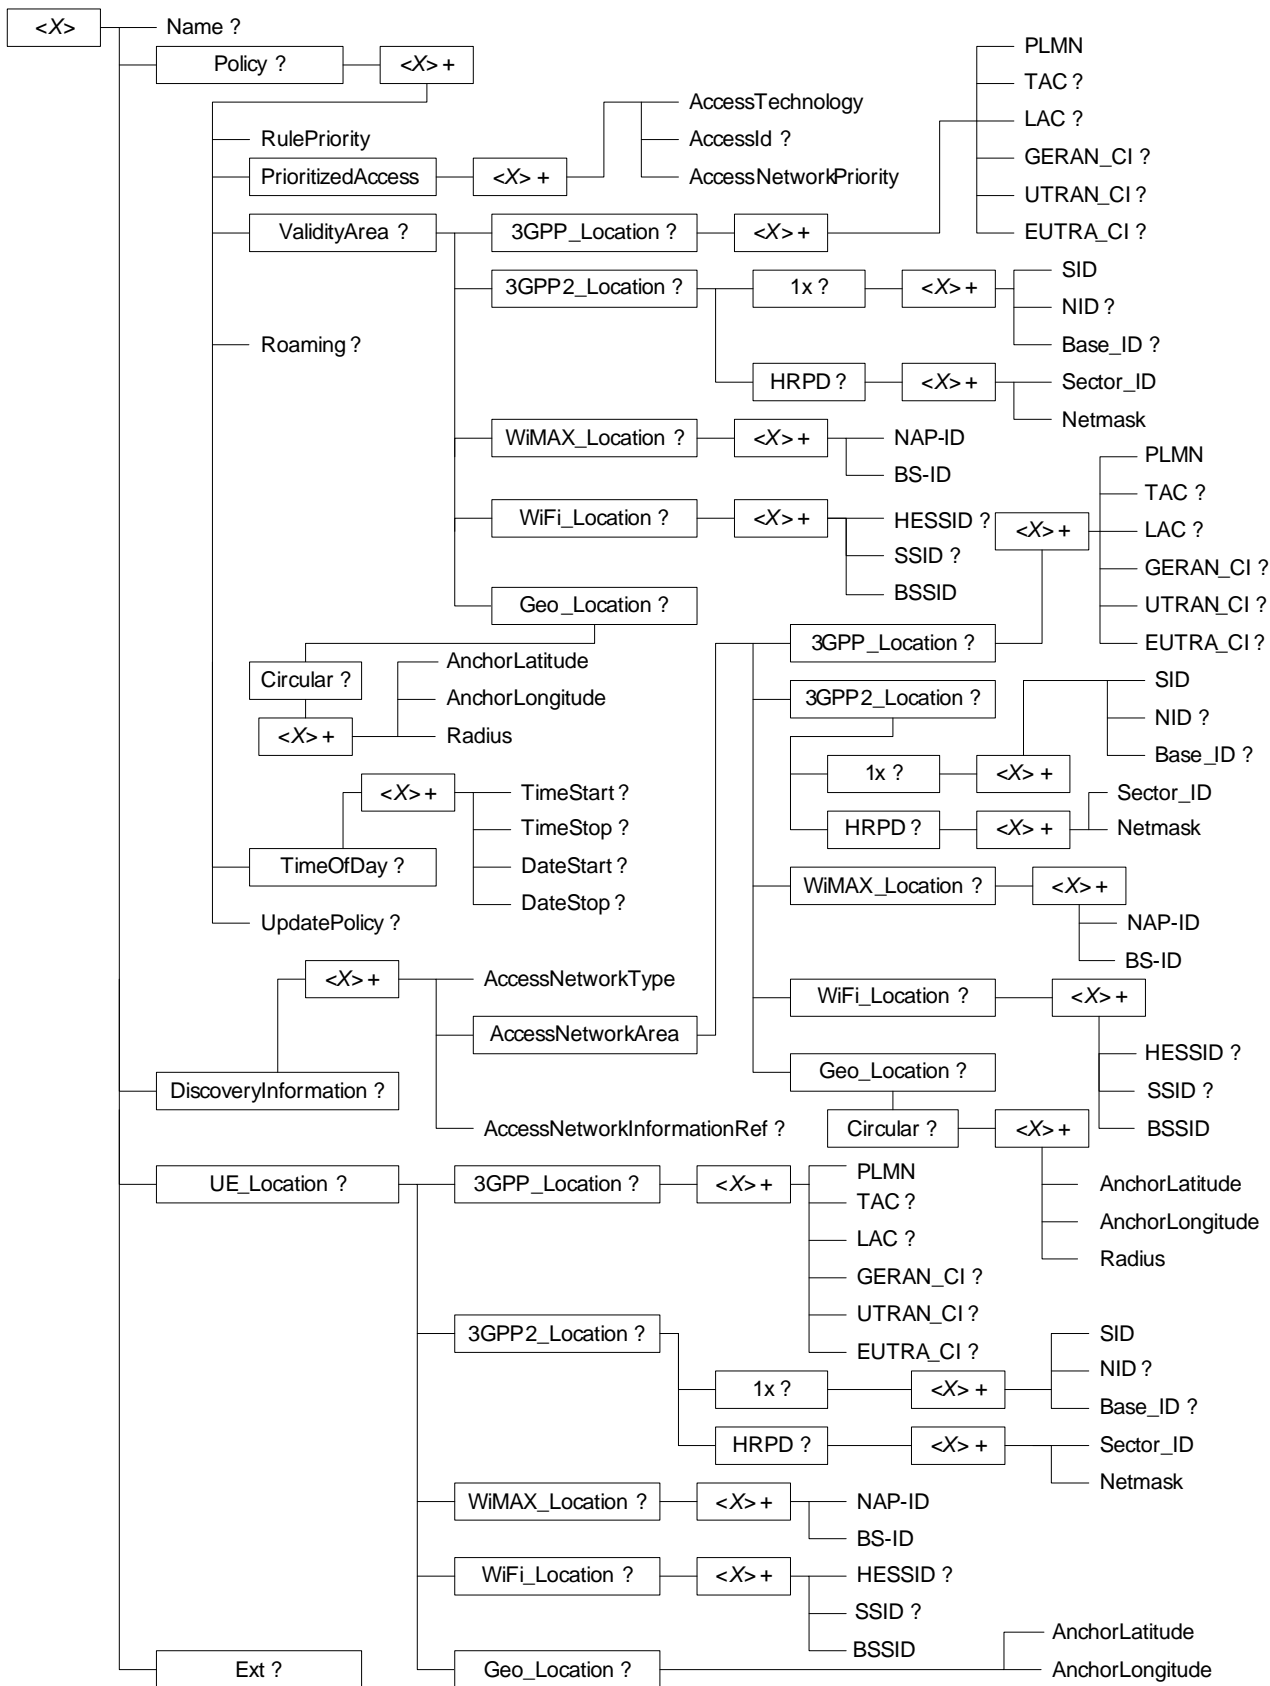 <X>
Name ?
Policy ?
<X> +
RulePriority
PrioritizedAccess
<X> +
AccessTechnology
AccessId ?
AccessNetworkPriority
ValidityArea ?
3GPP_Location ?
<X> +
PLMN
TAC ?
LAC ?
GERAN_CI ?
UTRAN_CI ?
EUTRA_CI ?
3GPP2_Location ?
1x ?
<X> +
SID
NID ?
Base_ID ?
HRPD ?
<X> +
Sector_ID
Netmask
WiMAX_Location ?
<X> +
NAP-ID
BS-ID
WiFi_Location ?
<X> +
HESSID ?
SSID ?
BSSID
Geo_Location ?
Circular ?
<X> +
AnchorLatitude
AnchorLongitude
Radius
Roaming ?
TimeOfDay ?
<X> +
TimeStart ?
TimeStop ?
DateStart ?
DateStop ?
UpdatePolicy ?
DiscoveryInformation ?
<X> +
AccessNetworkType
AccessNetworkArea
3GPP_Location ?
<X> +
PLMN
TAC ?
LAC ?
GERAN_CI ?
UTRAN_CI ?
EUTRA_CI ?
3GPP2_Location ?
1x ?
<X> +
SID
NID ?
Base_ID ?
HRPD ?
<X> +
Sector_ID
Netmask
WiMAX_Location ?
<X> +
NAP-ID
BS-ID
WiFi_Location ?
<X> +
HESSID ?
SSID ?
BSSID
Geo_Location ?
Circular ?
<X> +
AnchorLatitude
AnchorLongitude
Radius
AccessNetworkInformationRef ?
UE_Location ?
3GPP_Location ?
<X> +
PLMN
TAC ?
LAC ?
GERAN_CI ?
UTRAN_CI ?
EUTRA_CI ?
3GPP2_Location ?
1x ?
<X> +
SID
NID ?
Base_ID ?
HRPD ?
<X> +
Sector_ID
Netmask
WiMAX_Location ?
<X> +
NAP-ID
BS-ID
WiFi_Location ?
<X> +
HESSID ?
SSID ?
BSSID
Geo_Location ?
AnchorLatitude
AnchorLongitude
Ext ?